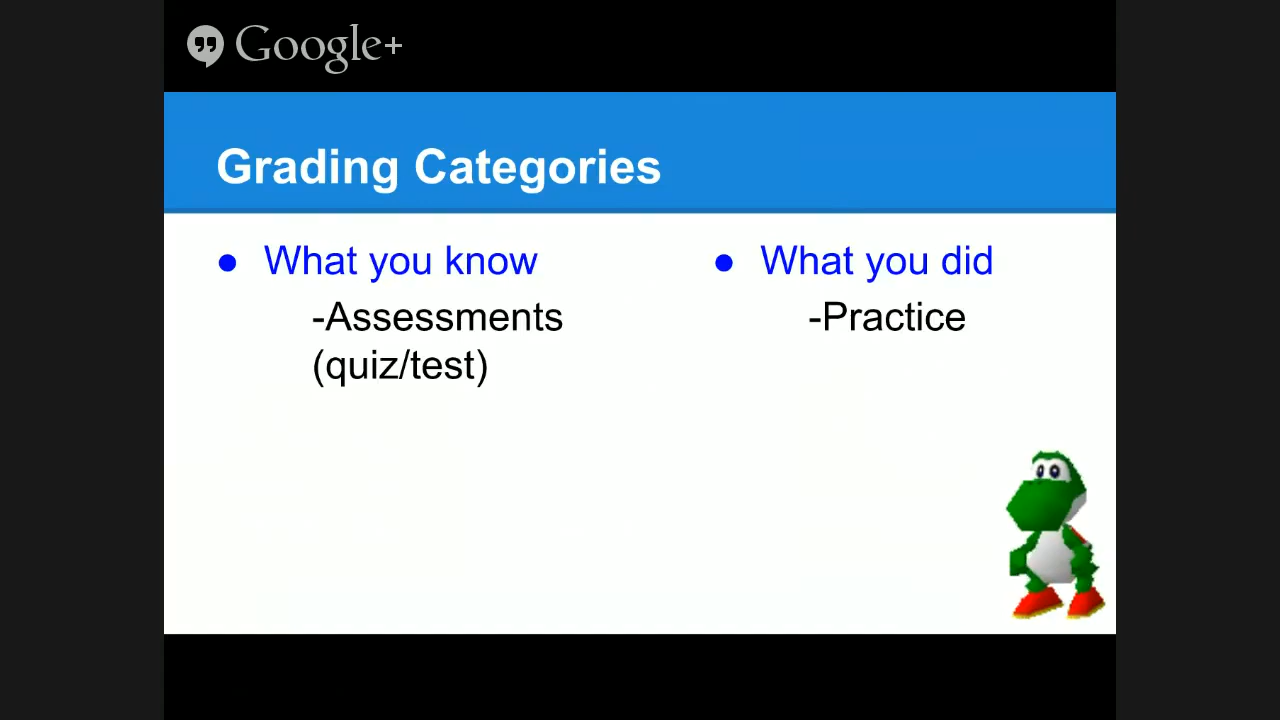 Google+
Grading Categories
● What you know
-Assessments
(quiz/test)
● What you did
-Practice